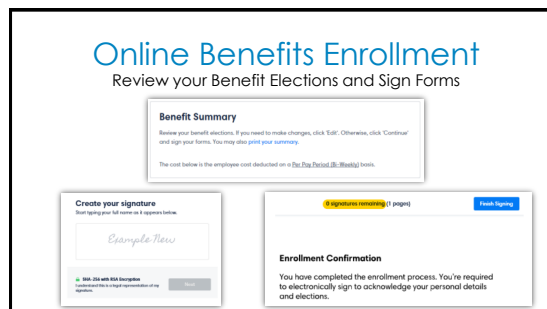 Online Benefits Enrollment
Review your Benefit Elections and Sign Forms
Benefit Summary
Review your benefit elections. If you need to make changes, click 'Edit'. Otherwise, click 'Continue'
and sign your forms. You may also print your summary.
The cost below is the employee cost deducted on a Per Pay Period (Bi-Weekly) basis.
Create your signature
Start typing your full name as it appears below.
Example New
SHA-256 with RSA Encryption
I understand this is a legal representation of my
signature.
0 signatures remaining (1 pages)
Finish Signing
Enrollment Confirmation
You have completed the enrollment process. You're required
to electronically sign to acknowledge your personal details
and elections.